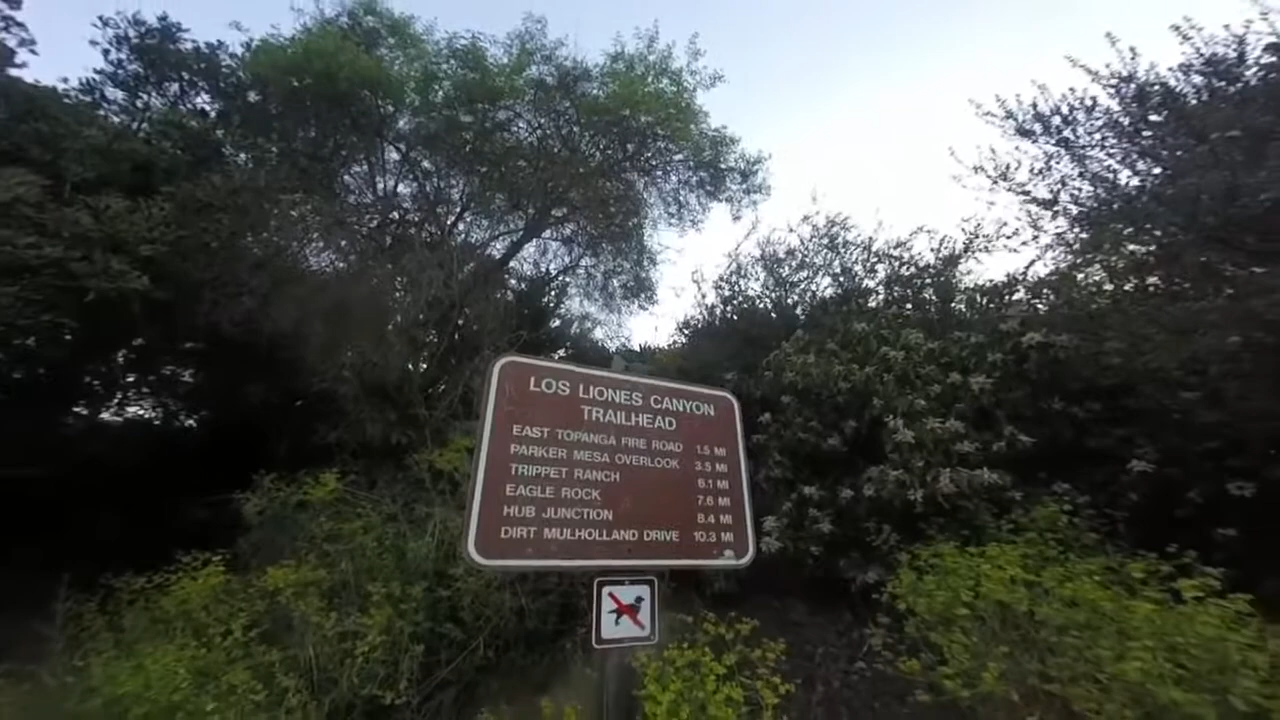 LOS LIONES CANYON
TRAILHEAD
EAST TOPANGA FIRE ROAD 1.5 MI
PARKER MESA OVERLOOK 3.5 MI
TRIPPET RANCH 6.1 MI
EAGLE ROCK 7.6 MI
HUB JUNCTION 8.4 MI
DIRT MULHOLLAND DRIVE 10.3 MI